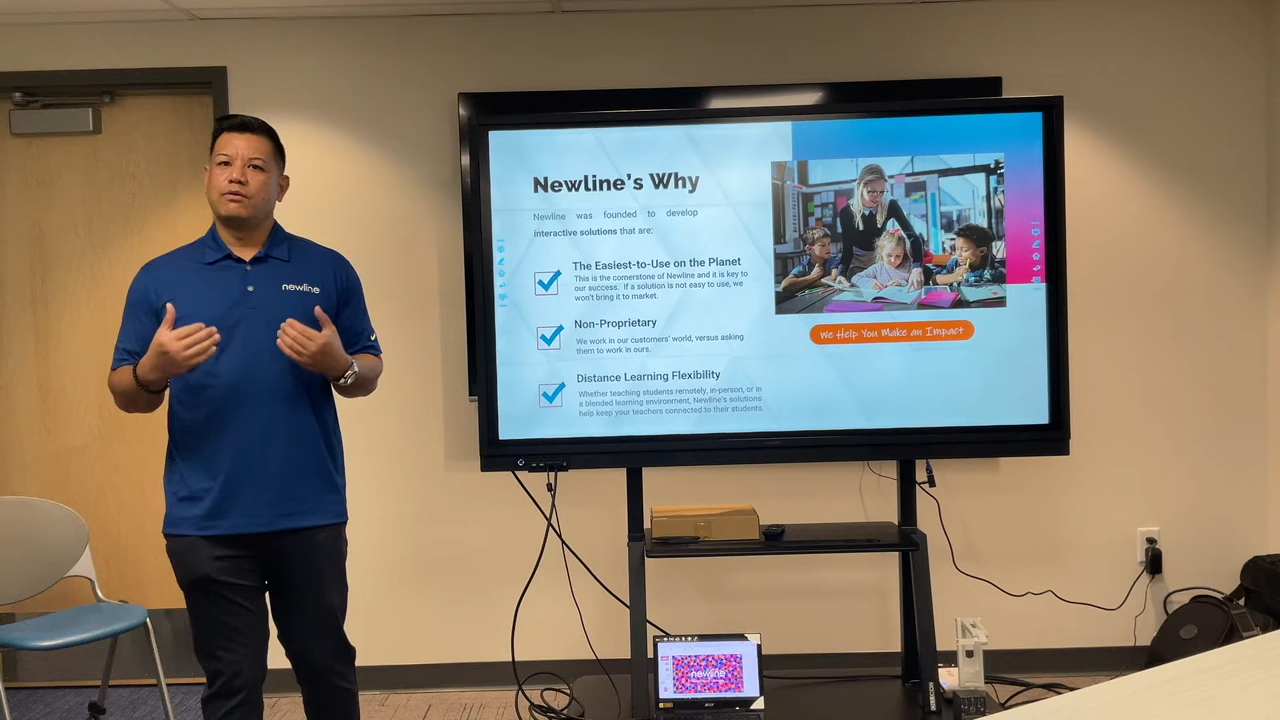 newline
Newline's Why
Newline was founded to develop
interactive solutions that are:
The Easiest-to-Use on the Planet
This is the cornerstone of Newline and it is key to
our success. If a solution is not easy to use, we
won't bring it to market.
Non-Proprietary
We work in our customers' world, versus asking
them to work in ours.
Distance Learning Flexibility
Whether teaching students remotely, in-person, or in
a blended learning environment, Newline's solutions
help keep your teachers connected to their students.
We Help You Make an Impact
newline
acer